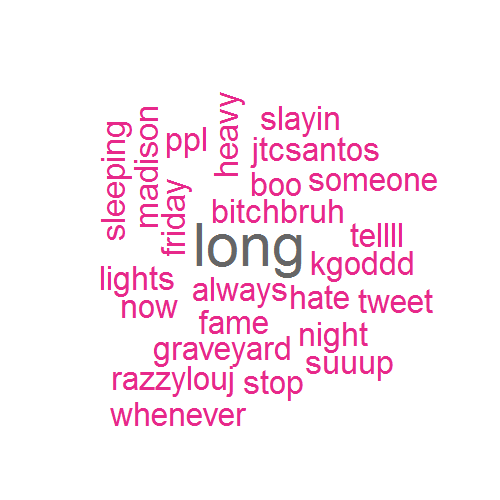 sleeping
madison
ppl
heavy
slayin
jtcsantos
boo
someone
friday
bitchbruh
long
tellll
kgoddd
lights
now
always
hate
tweet
fame
night
graveyard
suuup
razzylouj
stop
whenever